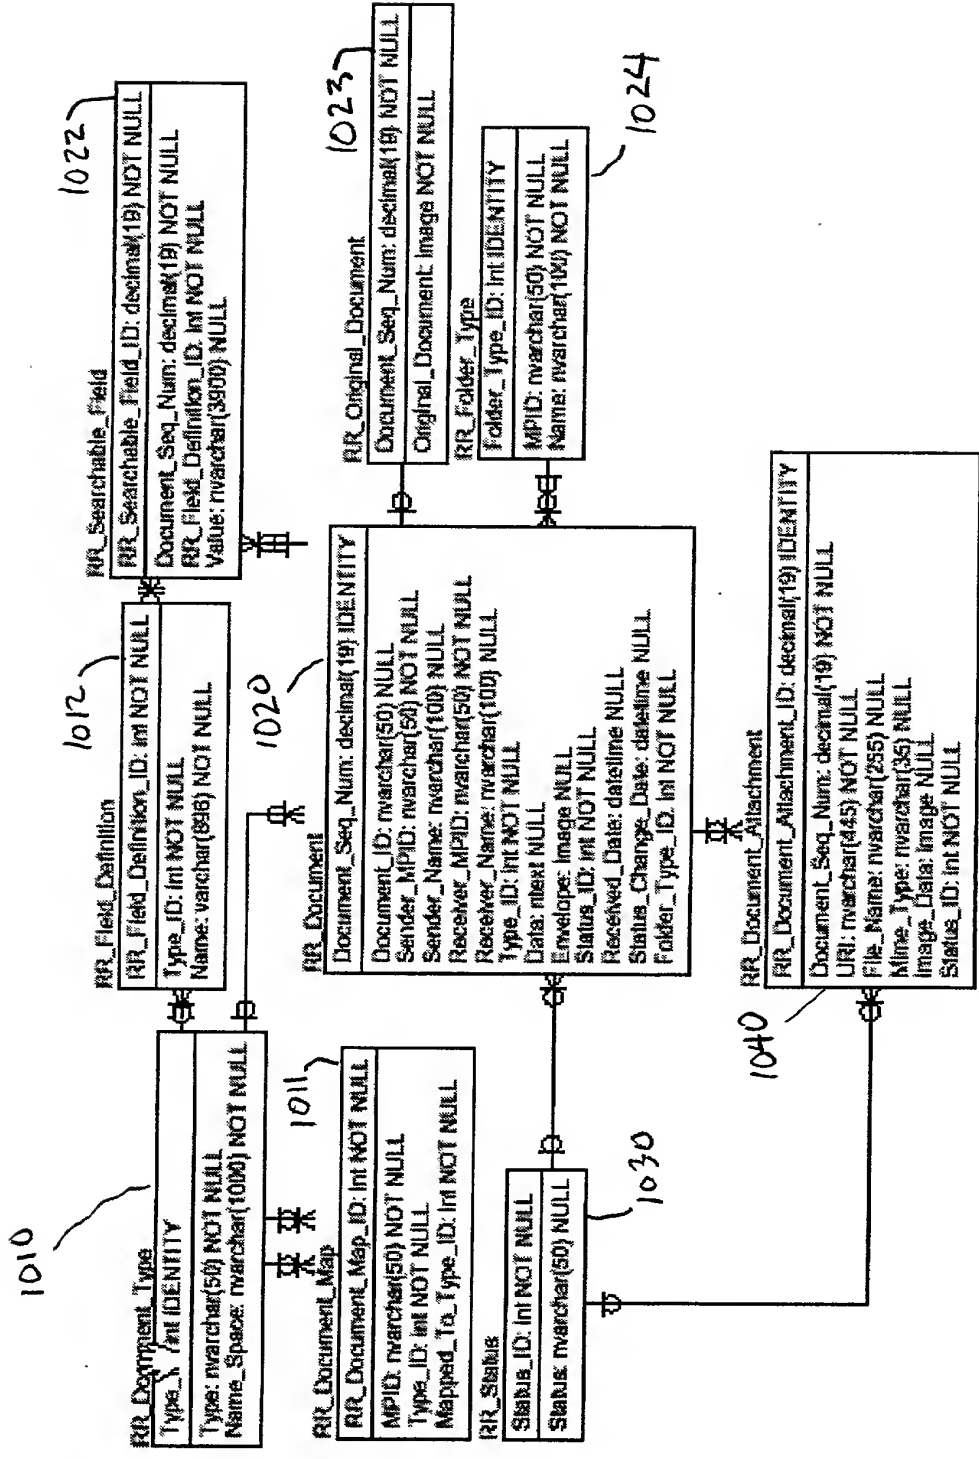 1010
RR_Document_Type
Type_
Int IDENTITY
Type: nvarchar(50) NOT NULL
Name_Space: nvarchar(1000) NOT NULL
1011
RR_Document_Map
RR_Document_Map_ID: Int NOT NULL
MPID: nvarchar(50) NOT NULL
Type_ID: Int NOT NULL
Mapped_To_Type_ID: Int NOT NULL
RR_Status
Status_ID: Int NOT NULL
Status: nvarchar(50) NULL
1030
1012
RR_Field_Definition
RR_Field_Definition_ID: Int NOT NULL
Type_ID: Int NOT NULL
Name: varchar(896) NOT NULL
1020
RR_Document
Document_Seq_Num: decimal(19) IDENTITY
Document_ID: nvarchar(50) NULL
Sender_MPID: nvarchar(50) NOT NULL
Sender_Name: nvarchar(100) NULL
Receiver_MPID: nvarchar(50) NOT NULL
Receiver_Name: nvarchar(100) NULL
Type_ID: Int NOT NULL
Data: ntext NULL
Envelope: Image NULL
Status_ID: Int NOT NULL
Received_Date: datetime NULL
Status_Change_Date: datetime NULL
Folder_Type_ID: Int NOT NULL
1040
RR_Document_Attachment
RR_Document_Attachment_ID: decimal(19) IDENTITY
Document_Seq_Num: decimal(19) NOT NULL
URI: nvarchar(445) NOT NULL
File_Name: nvarchar(255) NULL
Mime_Type: nvarchar(35) NULL
Image_Data: Image NULL
Status_ID: Int NOT NULL
1022
RR_Searchable_Field
RR_Searchable_Field_ID: decimal(19) NOT NULL
Document_Seq_Num: decimal(19) NOT NULL
RR_Field_Definition_ID: Int NOT NULL
Value: nvarchar(3900) NULL
1023
RR_Original_Document
Document_Seq_Num: decimal(19) NOT NULL
Original_Document: Image NOT NULL
RR_Folder_Type
Folder_Type_ID: Int IDENTITY
MPID: nvarchar(50) NOT NULL
Name: nvarchar(100) NOT NULL
1024